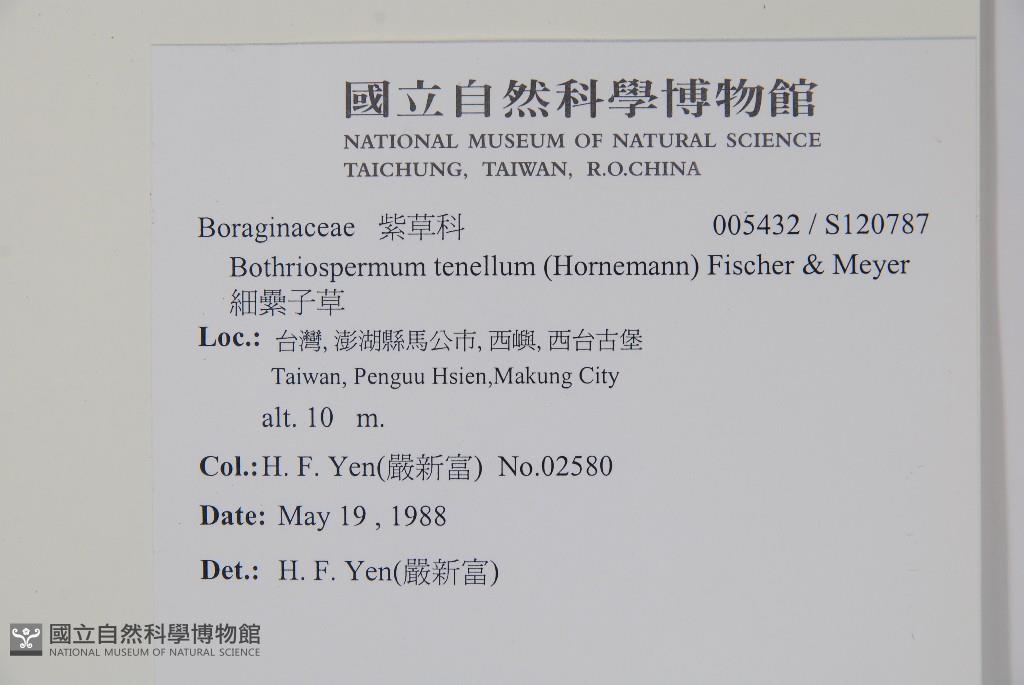 國立自然科學博物館
NATIONAL MUSEUM OF NATURAL SCIENCE
TAICHUNG, TAIWAN, R.O.CHINA
Boraginaceae 紫草科 005432 / S120787
Bothriospermum tenellum (Hornemann) Fischer & Meyer
細纍子草
Loc.: 台灣, 澎湖縣馬公市, 西嶼, 西台古堡
Taiwan, Penguu Hsien,Makung City
alt. 10 m.
Col.: H. F. Yen(嚴新富) No.02580
Date: May 19 , 1988
Det.: H. F. Yen(嚴新富)
國立自然科學博物館
NATIONAL MUSEUM OF NATURAL SCIENCE